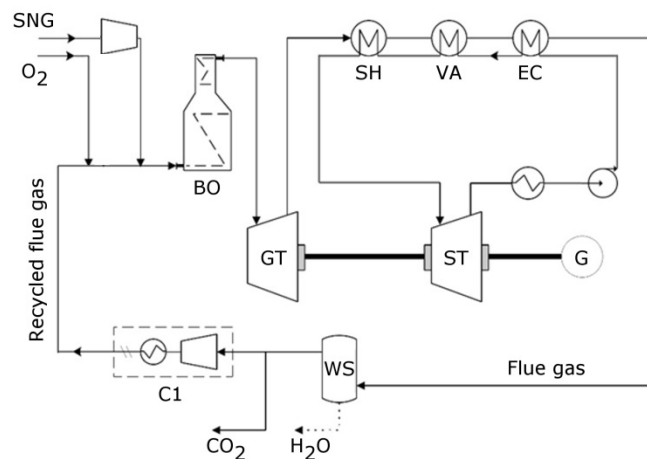 SNG
O2
BO
SH
VA
EC
GT
ST
G
Recycled flue gas
C1
WS
Flue gas
CO2
H2O